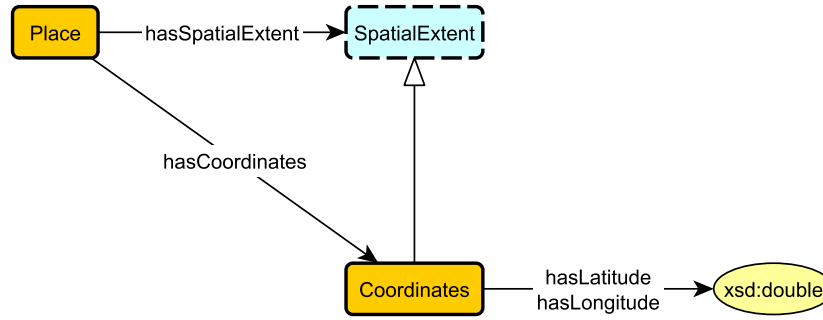 Place
hasSpatialExtent
SpatialExtent
hasCoordinates
Coordinates
hasLatitude
hasLongitude
xsd:double